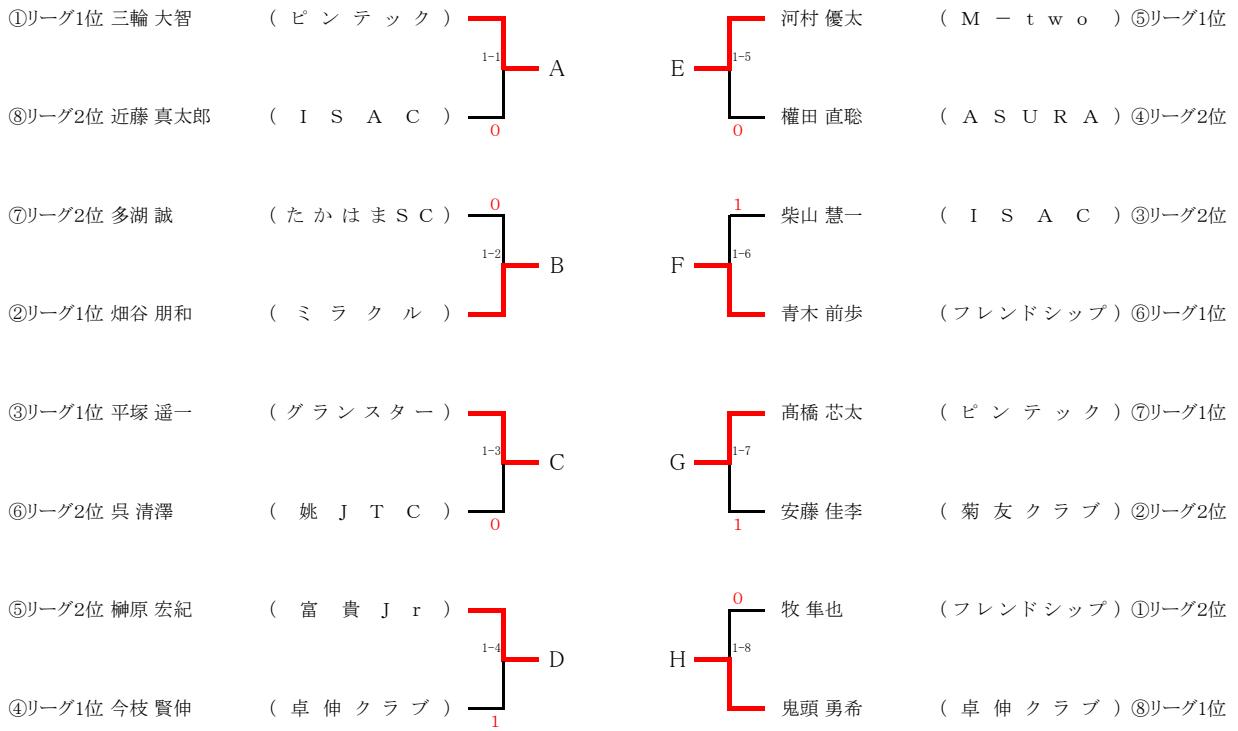 ①リーグ1位 三輪 大智 (ピンテック) 河村 優太 (M-two) ⑤リーグ1位
1-1 A E 1-5
⑧リーグ2位 近藤 真太郎 (ISAC) 權田 直聡 (ASURA) ④リーグ2位
0 0
0 1
⑦リーグ2位 多湖 誠 (たかはまSC) 柴山 慧一 (ISAC) ③リーグ2位
1-2 B F 1-6
②リーグ1位 畑谷 朋和 (ミラクル) 青木 前歩 (フレンドシップ) ⑥リーグ1位
③リーグ1位 平塚 遥一 (グランスター) 髙橋 芯太 (ピンテック) ⑦リーグ1位
1-3 C G 1-7
⑥リーグ2位 呉 清澤 (姚JTC) 安藤 佳李 (菊友クラブ) ②リーグ2位
0 1
0
⑤リーグ2位 榊原 宏紀 (富貴Jr) 牧 隼也 (フレンドシップ) ①リーグ2位
1-4 D H 1-8
④リーグ1位 今枝 賢伸 (卓伸クラブ) 鬼頭 勇希 (卓伸クラブ) ⑧リーグ1位
1